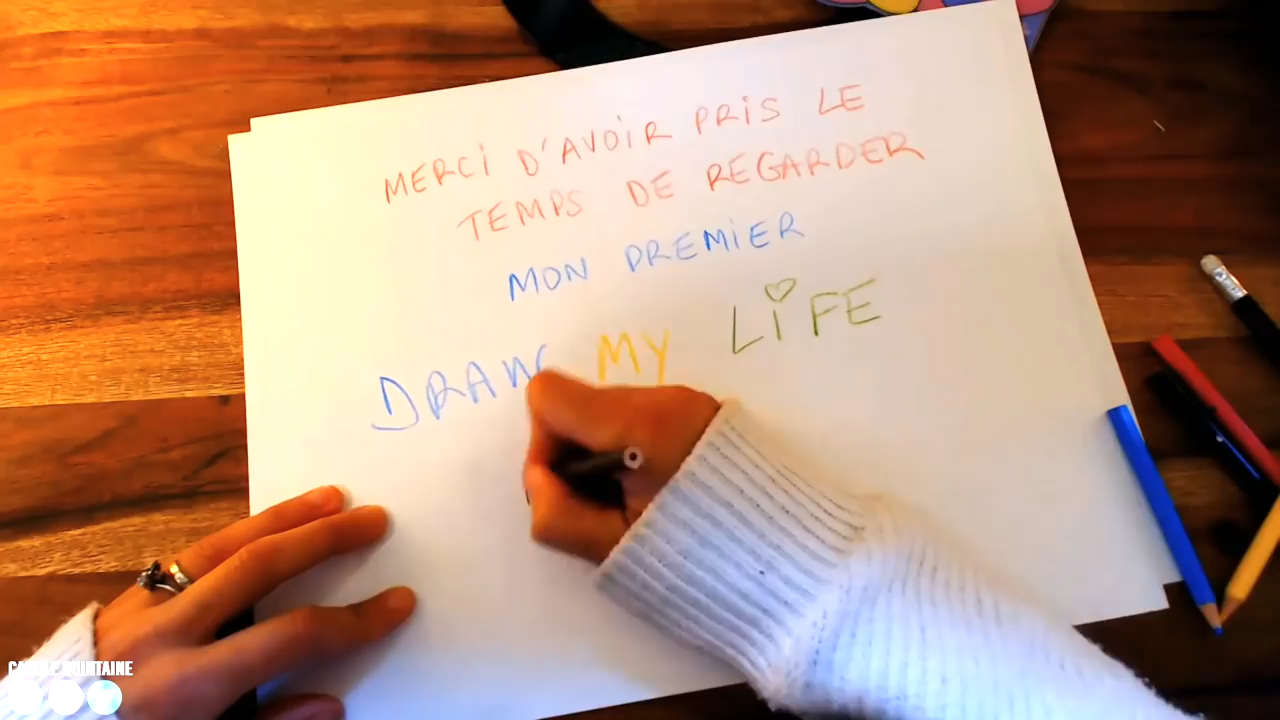 MERCi D'AVOiR PRiS LE
TEMPS DE REGARDER
MON PREMiER
DRAW MY LiFE